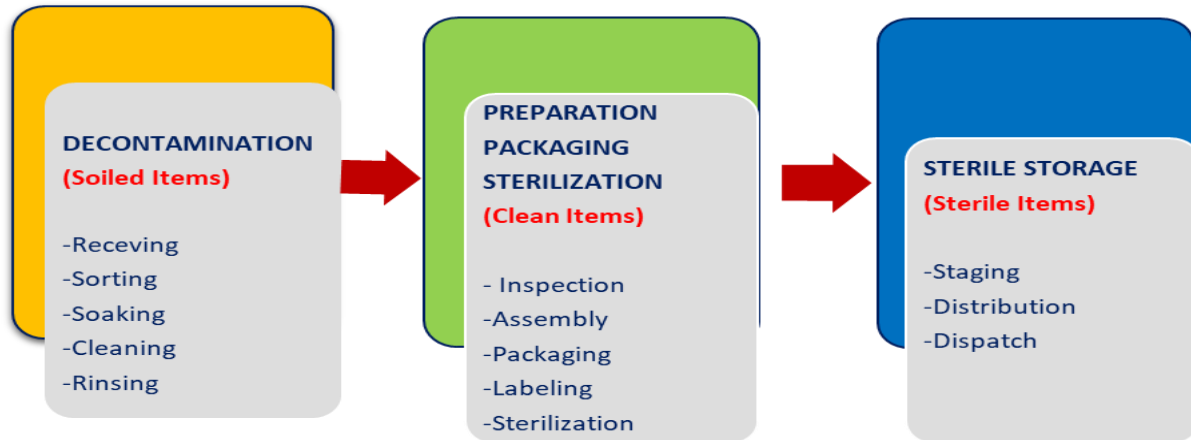 DECONTAMINATION
(Soiled Items)
-Receving
-Sorting
-Soaking
-Cleaning
-Rinsing
PREPARATION
PACKAGING
STERILIZATION
(Clean Items)
- Inspection
-Assembly
-Packaging
-Labeling
-Sterilization
STERILE STORAGE
(Sterile Items)
-Staging
-Distribution
-Dispatch